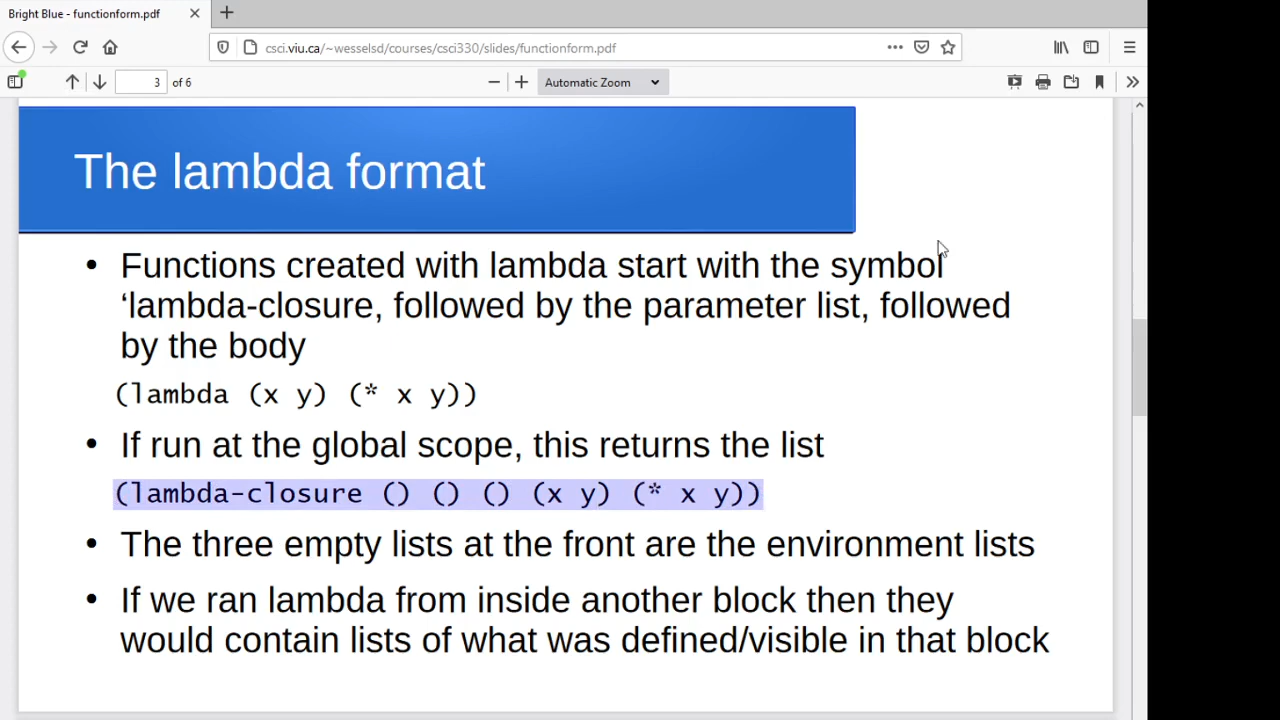 Bright Blue - functionform.pdf
csci.viu.ca/~wesselsd/courses/csci330/slides/functionform.pdf
3 of 6
Automatic Zoom
The lambda format
• Functions created with lambda start with the symbol
‘lambda-closure, followed by the parameter list, followed
by the body
(lambda (x y) (* x y))
• If run at the global scope, this returns the list
(lambda-closure () () () (x y) (* x y))
• The three empty lists at the front are the environment lists
• If we ran lambda from inside another block then they
would contain lists of what was defined/visible in that block